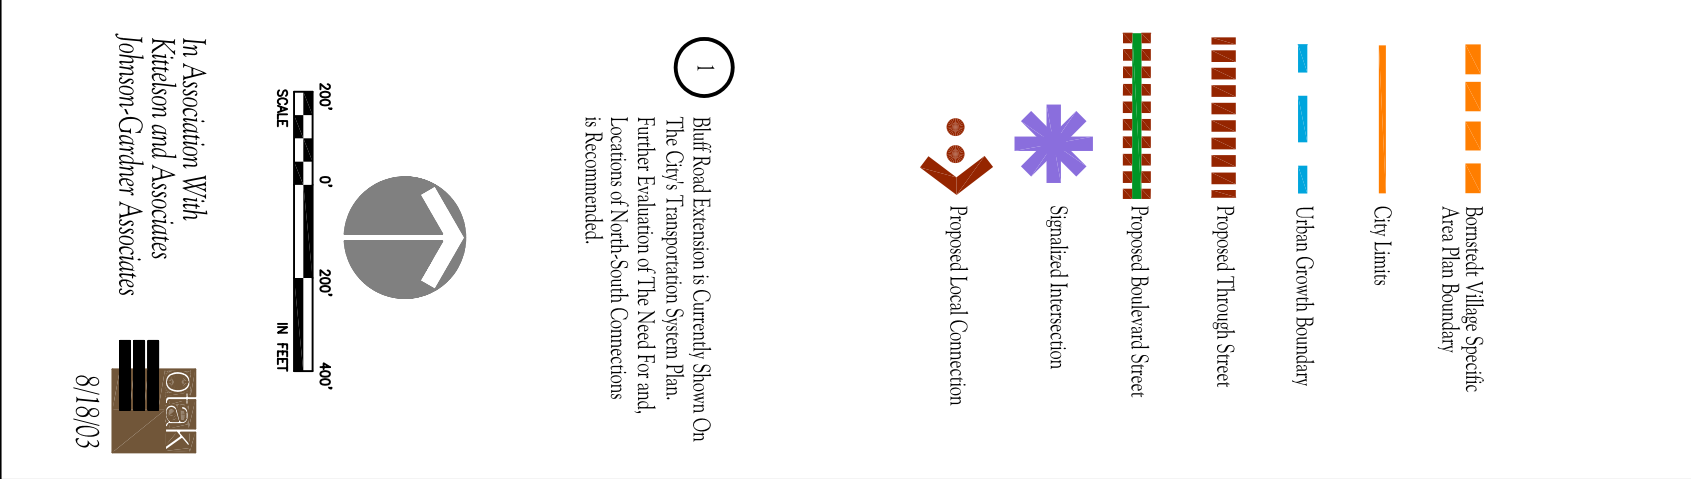 Bornstedt Village Specific
Area Plan Boundary
City Limits
Urban Growth Boundary
Proposed Through Street
Proposed Boulevard Street
Signalized Intersection
Proposed Local Connection
1
Bluff Road Extension is Currently Shown On
The City's Transportation System Plan.
Further Evaluation of The Need For and,
Locations of North-South Connections
is Recommended.
200' 0' 200' 400'
SCALE IN FEET
In Association With
Kittelson and Associates
Johnson-Gardner Associates
otak
8/18/03